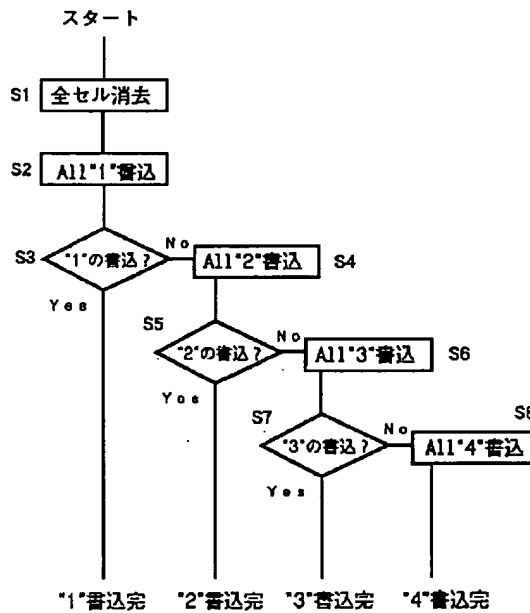 スタート
S1 全セル消去
S2 All"1"書込
S3 "1"の書込? No All"2"書込 S4
Yes
S5 "2"の書込? No All"3"書込 S6
Yes
S7 "3"の書込? No All"4"書込
Yes
"1"書込完 "2"書込完 "3"書込完 "4"書込完